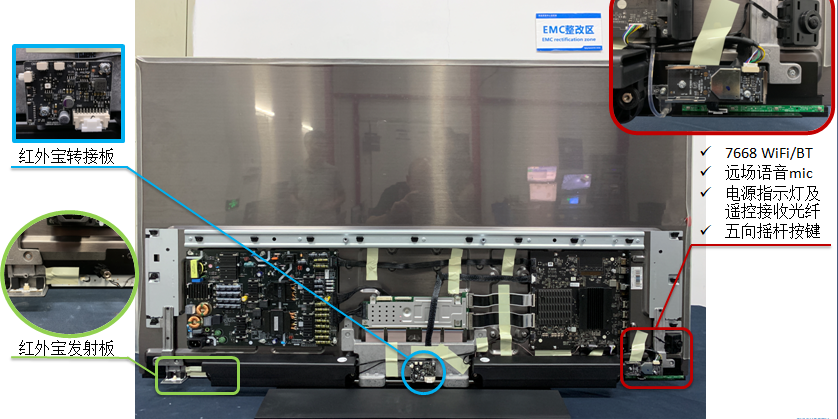 EMC整改区
EMC rectification zone
红外宝转接板
7668 WiFi/BT
远场语音mic
电源指示灯及
遥控接收光纤
五向摇杆按键
红外宝发射板